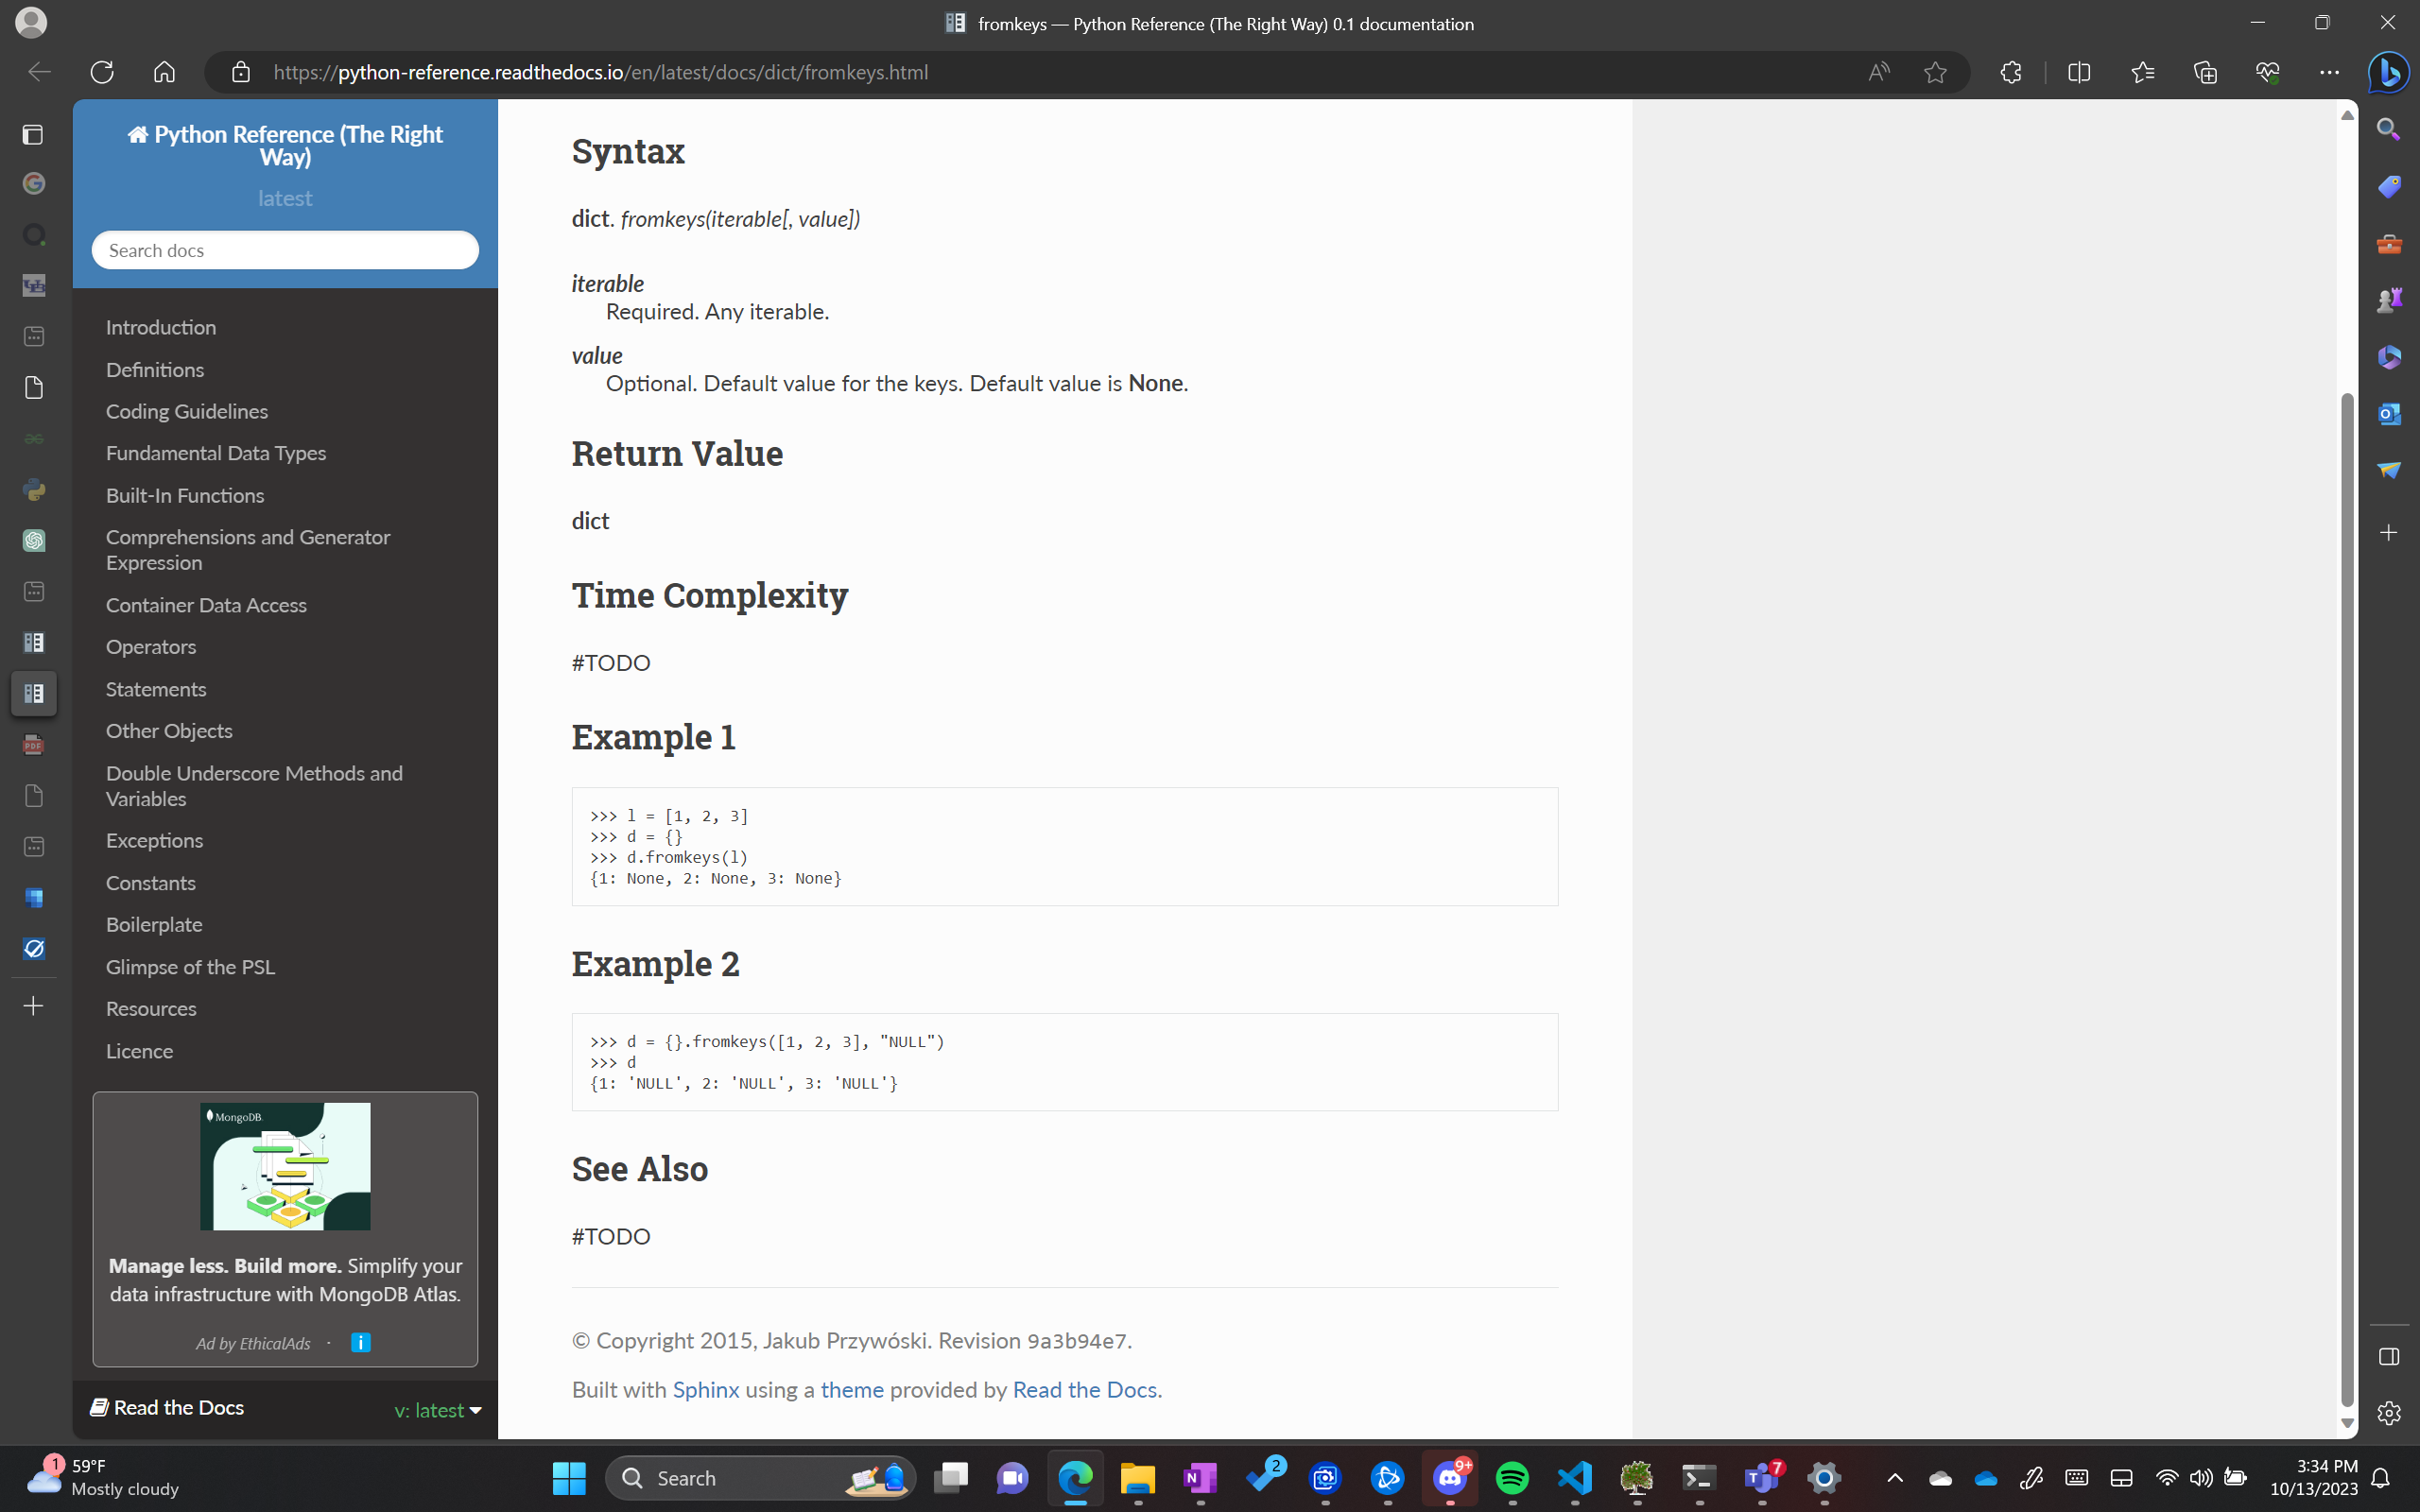 fromkeys — Python Reference (The Right Way) 0.1 documentation
https://python-reference.readthedocs.io/en/latest/docs/dict/fromkeys.html
Python Reference (The Right
Way)
latest
Search docs
Introduction
Definitions
Coding Guidelines
Fundamental Data Types
Built-In Functions
Comprehensions and Generator
Expression
Container Data Access
Operators
Statements
Other Objects
Double Underscore Methods and
Variables
Exceptions
Constants
Boilerplate
Glimpse of the PSL
Resources
Licence
MongoDB.
Manage less. Build more. Simplify your
data infrastructure with MongoDB Atlas.
Ad by EthicalAds ·
Read the Docs
v: latest
Syntax
dict. fromkeys(iterable[, value])
iterable
Required. Any iterable.
value
Optional. Default value for the keys. Default value is None.
Return Value
dict
Time Complexity
#TODO
Example 1
>>> l = [1, 2, 3]
>>> d = {}
>>> d.fromkeys(l)
{1: None, 2: None, 3: None}
Example 2
>>> d = {}.fromkeys([1, 2, 3], "NULL")
>>> d
{1: 'NULL', 2: 'NULL', 3: 'NULL'}
See Also
#TODO
© Copyright 2015, Jakub Przywóski. Revision 9a3b94e7.
Built with Sphinx using a theme provided by Read the Docs.
PDF
1
59°F
Mostly cloudy
Search
2
9+
7
3:34 PM
10/13/2023